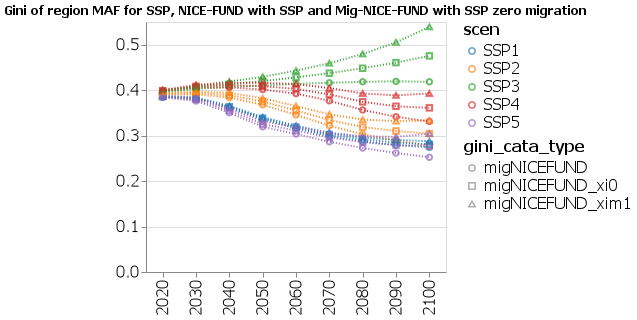 Gini of region MAF for SSP, NICE-FUND with SSP and Mig-NICE-FUND with SSP zero migration
scen
SSP1
SSP2
SSP3
SSP4
SSP5
gini_cata_type
migNICEFUND
migNICEFUND_xi0
migNICEFUND_xim1
0.5
0.4
0.3
0.2
0.1
0.0
2020
2030
2040
2050
2060
2070
2080
2090
2100